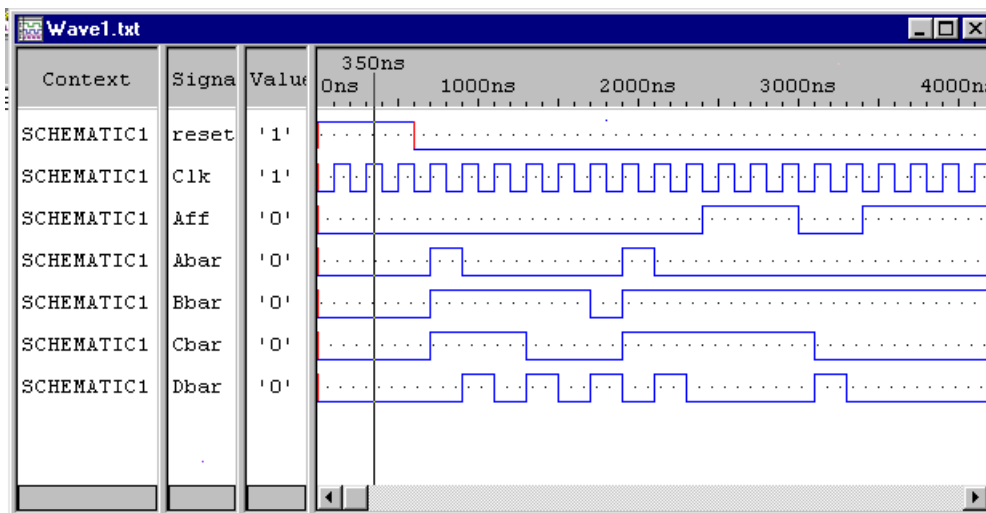 Wave1.txt
350ns
Context Signa Value 0ns 1000ns 2000ns 3000ns 4000n
SCHEMATIC1 reset '1'
SCHEMATIC1 Clk '1'
SCHEMATIC1 Aff '0'
SCHEMATIC1 Abar '0'
SCHEMATIC1 Bbar '0'
SCHEMATIC1 Cbar '0'
SCHEMATIC1 Dbar '0'